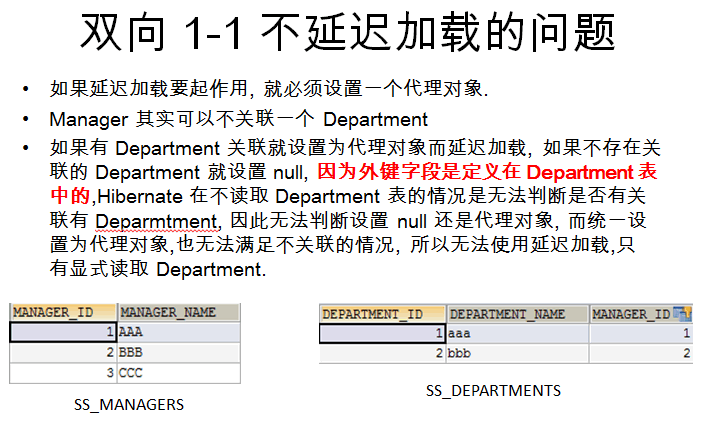 双向 1-1 不延迟加载的问题
• 如果延迟加载要起作用, 就必须设置一个代理对象.
• Manager 其实可以不关联一个 Department
• 如果有 Department 关联就设置为代理对象而延迟加载, 如果不存在关
联的 Department 就设置 null, 因为外键字段是定义在 Department 表
中的,Hibernate 在不读取 Department 表的情况是无法判断是否有关
联有 Deparmtment, 因此无法判断设置 null 还是代理对象, 而统一设
置为代理对象,也无法满足不关联的情况, 所以无法使用延迟加载,只
有显式读取 Department.
MANAGER_ID MANAGER_NAME
1 AAA
2 BBB
3 CCC
SS_MANAGERS
DEPARTMENT_ID DEPARTMENT_NAME MANAGER_ID
1 aaa 1
2 bbb 2
SS_DEPARTMENTS